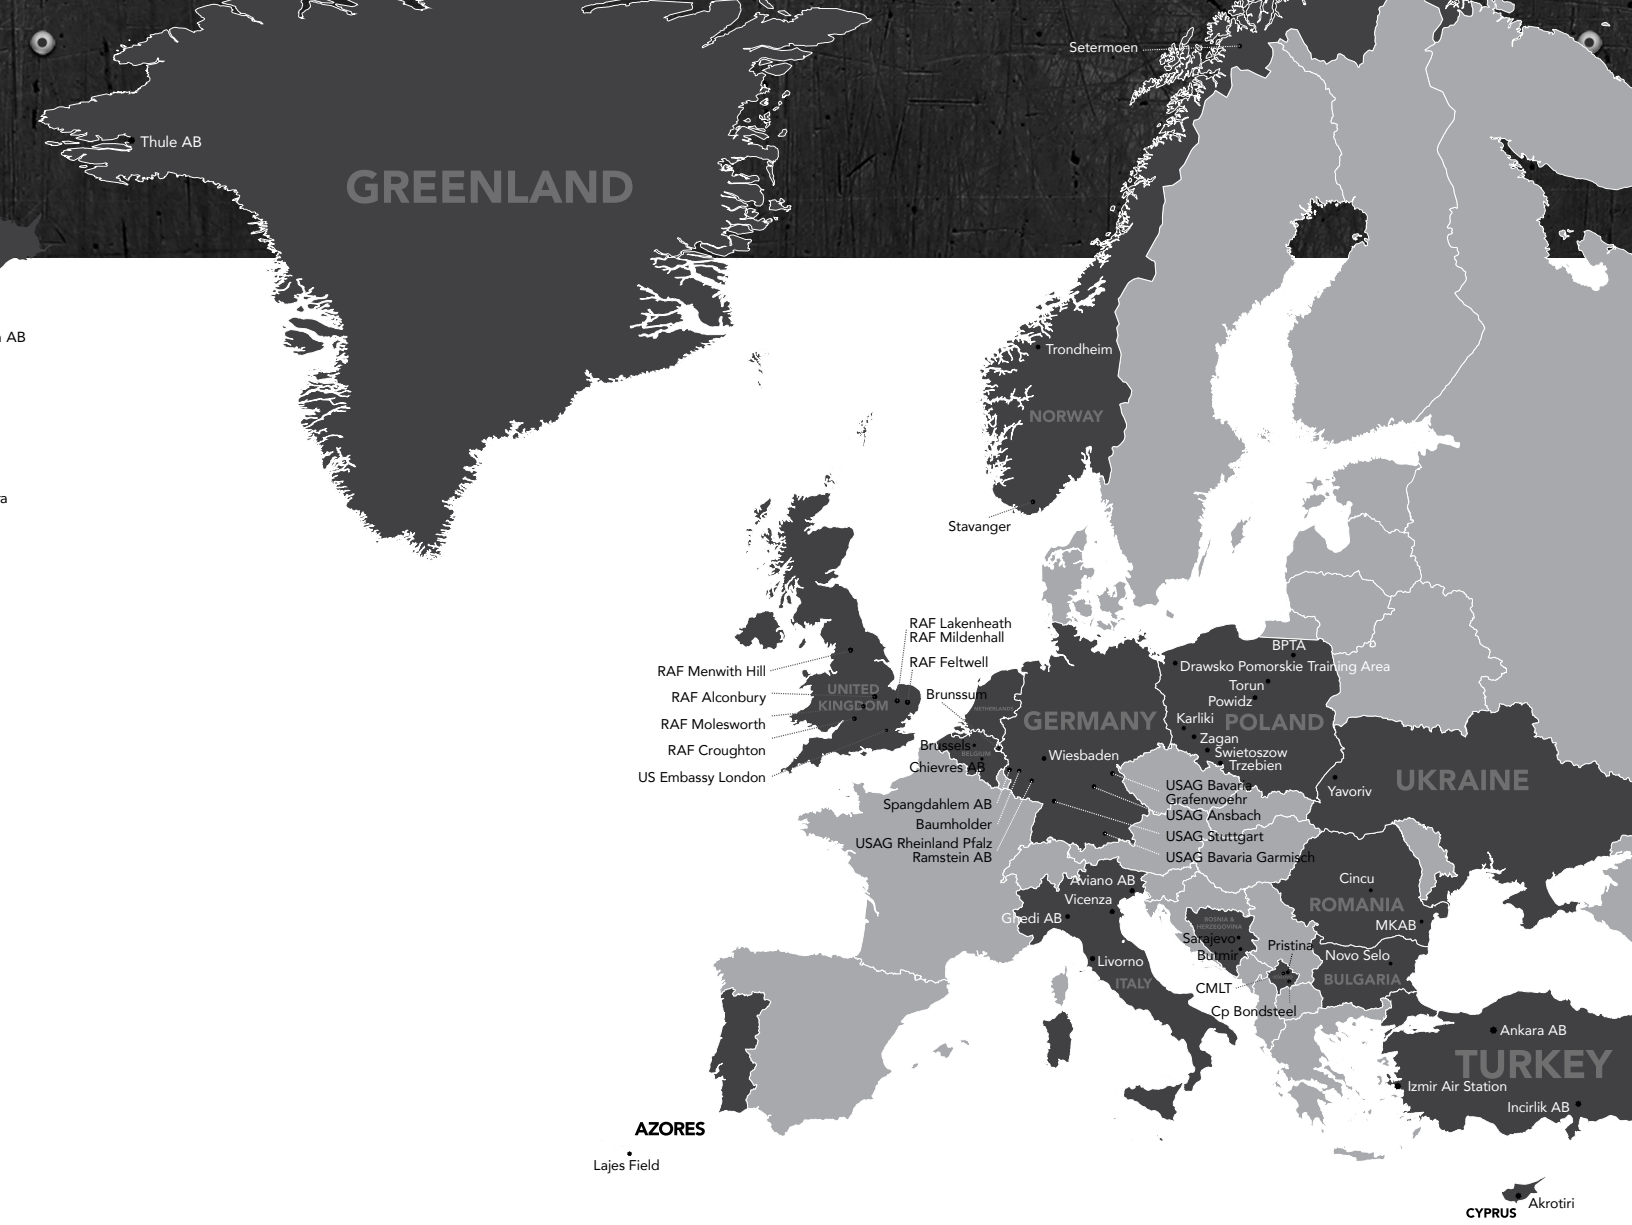 Setermoen
Thule AB
GREENLAND
AB
Trondheim
NORWAY
a
Stavanger
RAF Lakenheath
RAF Mildenhall
RAF Feltwell
RAF Menwith Hill
RAF Alconbury
RAF Molesworth
RAF Croughton
US Embassy London
UNITED
KINGDOM
Brunssum
NETHERLANDS
Brussels
BELGIUM
Chievres AB
GERMANY
Wiesbaden
Spangdahlem AB
Baumholder
USAG Rheinland Pfalz
Ramstein AB
USAG Bavaria
Grafenwoehr
USAG Ansbach
USAG Stuttgart
USAG Bavaria Garmisch
BPTA
Drawsko Pomorskie Training Area
Torun
Powidz
Karliki
POLAND
Zagan
Swietoszow
Trzebien
Yavoriv
UKRAINE
Aviano AB
Vicenza
Ghedi AB
Livorno
ITALY
BOSNIA &
HERZEGOVINA
Sarajevo
Butmir
Pristina
CMLT
Cp Bondsteel
Cincu
ROMANIA
MKAB
Novo Selo
BULGARIA
Ankara AB
TURKEY
Izmir Air Station
Incirlik AB
AZORES
Lajes Field
Akrotiri
CYPRUS